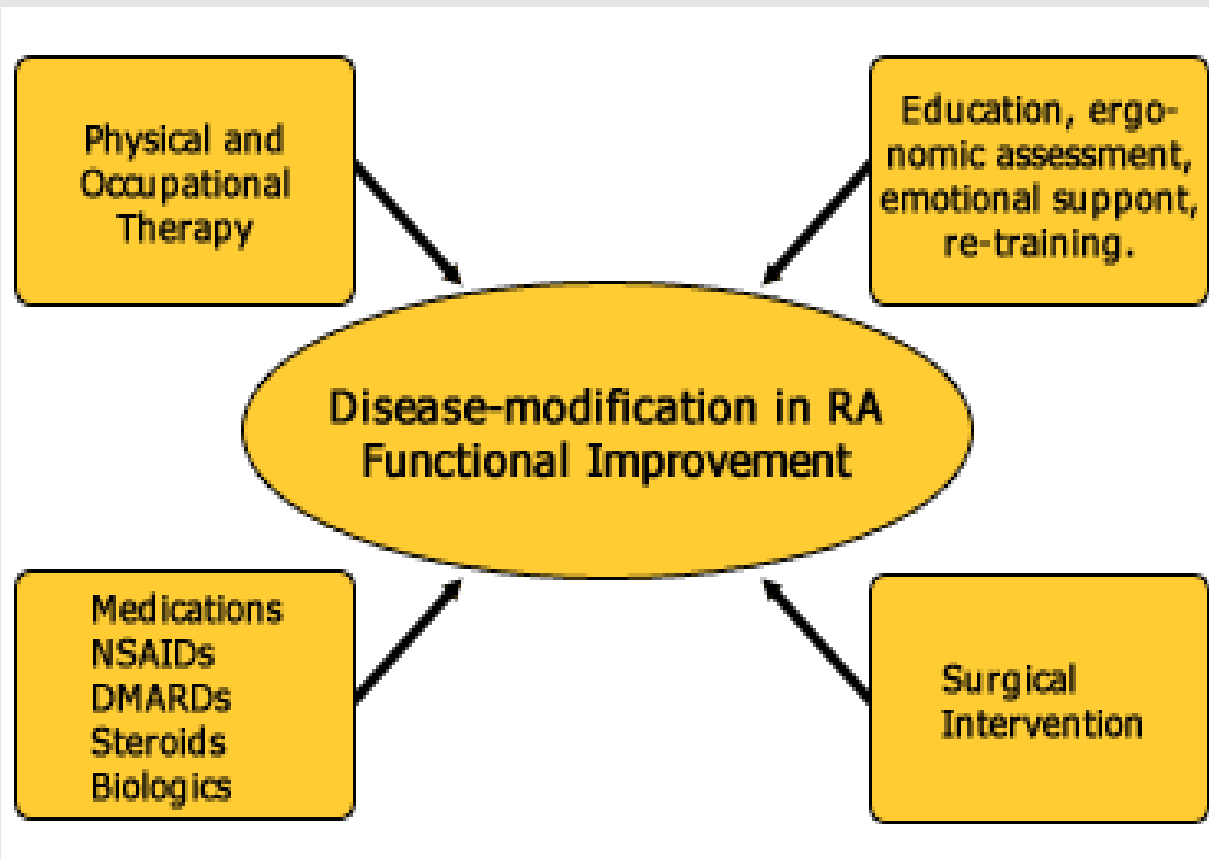 Physical and
Occupational
Therapy
Education, ergo-
nomic assessment,
emotional support,
re-training.
Disease-modification in RA
Functional Improvement
Medications
NSAIDs
DMARDs
Steroids
Biologics
Surgical
Intervention